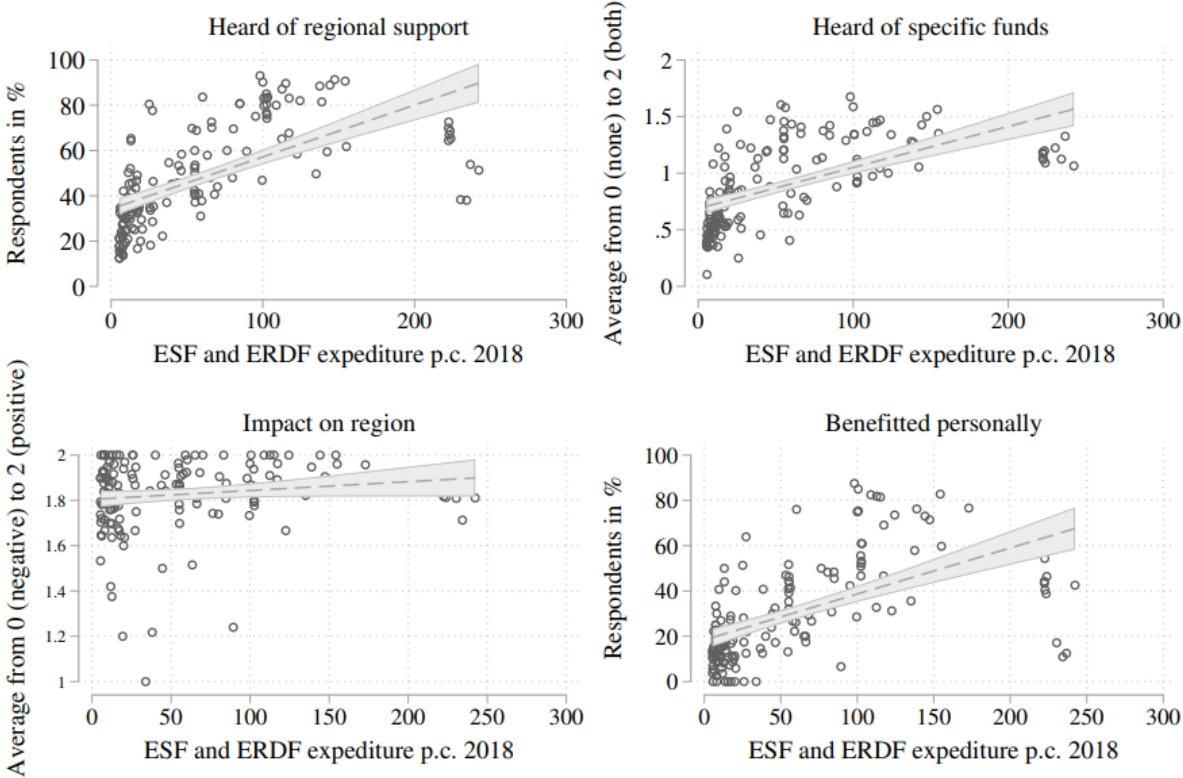 Heard of regional support
Respondents in %
100
80
60
40
20
0
0 100 200 300
ESF and ERDF expediture p.c. 2018
Heard of specific funds
Average from 0 (none) to 2 (both)
2
1.5
1
.5
0
0 100 200 300
ESF and ERDF expediture p.c. 2018
Impact on region
Average from 0 (negative) to 2 (positive)
2
1.8
1.6
1.4
1.2
1
0 50 100 150 200 250 300
ESF and ERDF expediture p.c. 2018
Benefitted personally
Respondents in %
100
80
60
40
20
0
0 50 100 150 200 250 300
ESF and ERDF expediture p.c. 2018